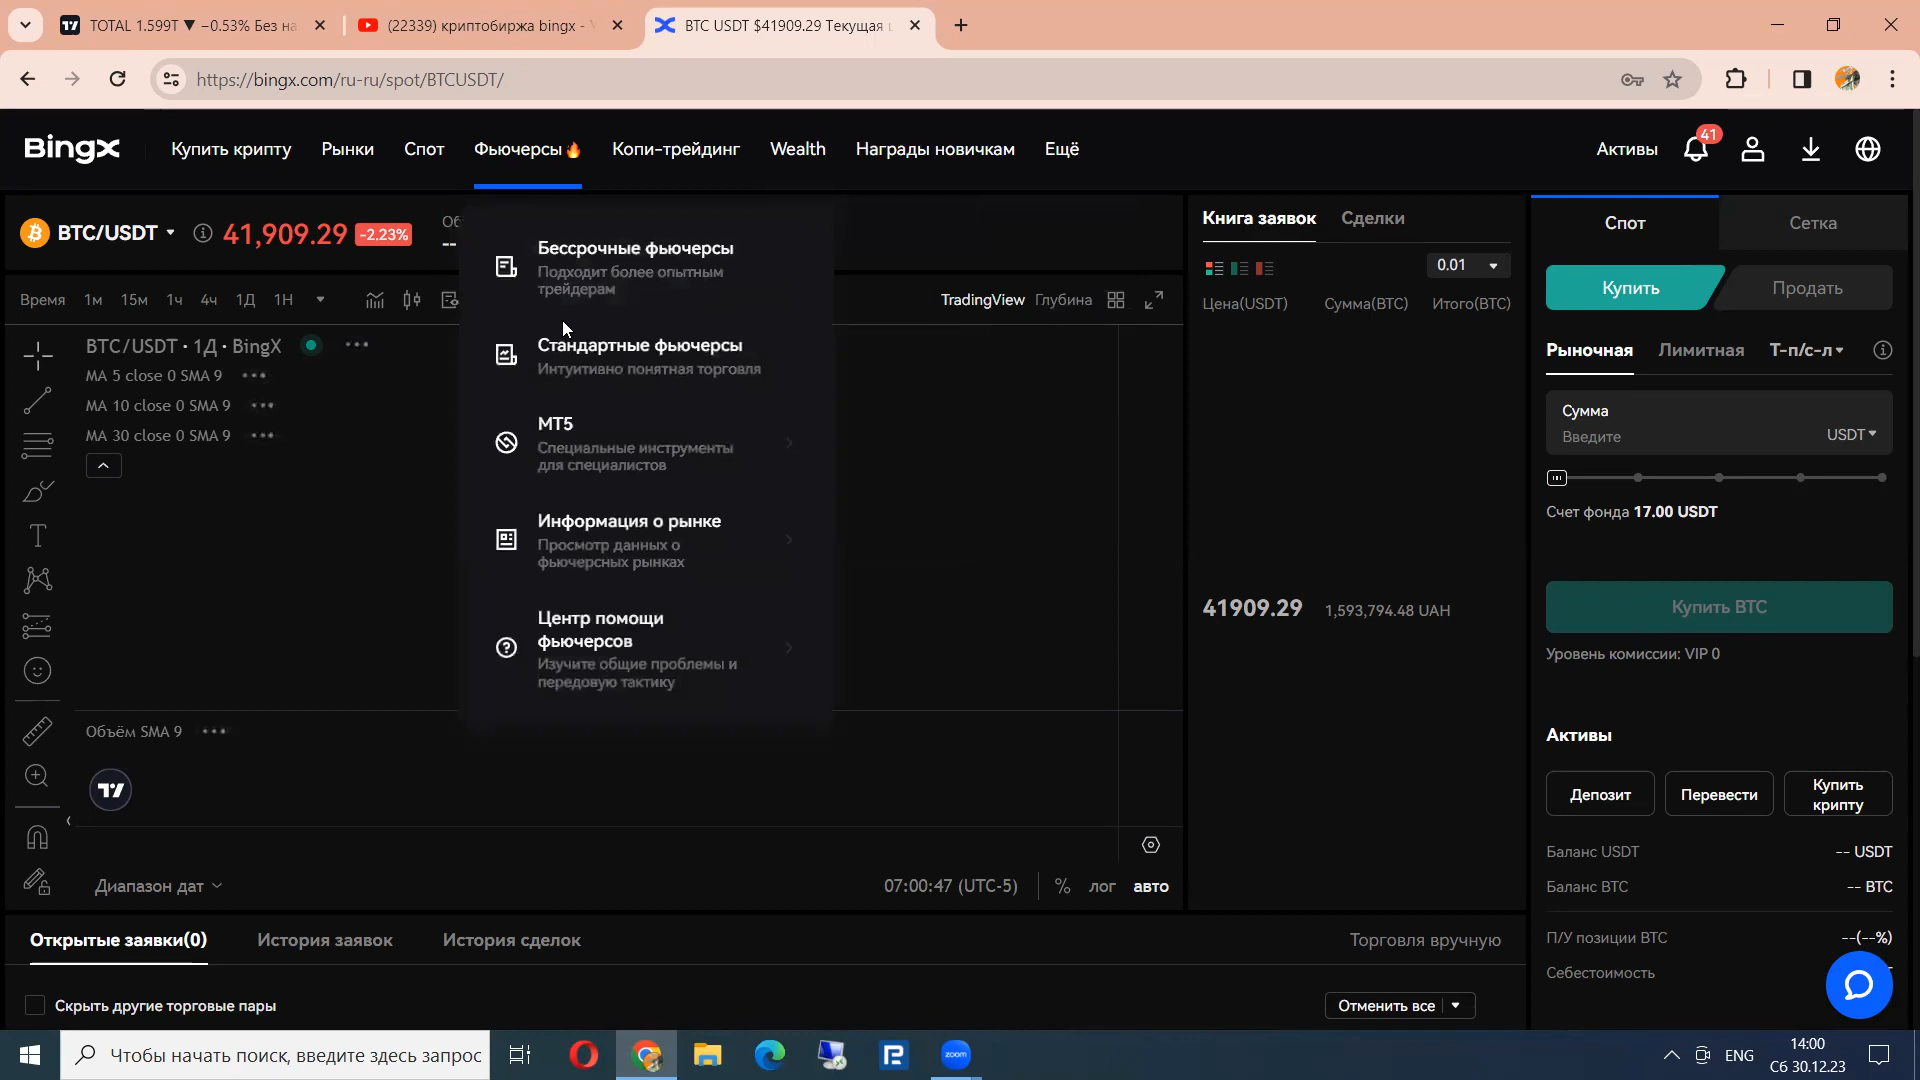 TOTAL 1.599T ▼ −0.53% Без на
(22339) криптобиржа bingx -
BTC USDT $41909.29 Текущая
https://bingx.com/ru-ru/spot/BTCUSDT/
BingX
Купить крипту
Рынки
Спот
Фьючерсы
Копи-трейдинг
Wealth
Награды новичкам
Ещё
Активы
41
BTC/USDT
41,909.29
-2.23%
Об
--
Время
1м
15м
1ч
4ч
1Д
1Н
TradingView
Глубина
BTC/USDT • 1Д • BingX
MA 5 close 0 SMA 9
MA 10 close 0 SMA 9
MA 30 close 0 SMA 9
Объём SMA 9
Диапазон дат
07:00:47 (UTC-5)
%
лог
авто
Бессрочные фьючерсы
Подходит более опытным
трейдерам
Стандартные фьючерсы
Интуитивно понятная торговля
MT5
Специальные инструменты
для специалистов
Информация о рынке
Просмотр данных о
фьючерсных рынках
Центр помощи
фьючерсов
Изучите общие проблемы и
передовую тактику
Книга заявок
Сделки
0.01
Цена(USDT)
Сумма(BTC)
Итого(BTC)
41909.29
1,593,794.48 UAH
Спот
Сетка
Купить
Продать
Рыночная
Лимитная
Т-п/с-л
Сумма
Введите
USDT
Счет фонда 17.00 USDT
Купить BTC
Уровень комиссии: VIP 0
Активы
Депозит
Перевести
Купить
крипту
Баланс USDT
-- USDT
Баланс BTC
-- BTC
П/У позиции BTC
--(--%)
Себестоимость
Открытые заявки(0)
История заявок
История сделок
Торговля вручную
Скрыть другие торговые пары
Отменить все
Чтобы начать поиск, введите здесь запрос
zoom
ENG
14:00
Сб 30.12.23